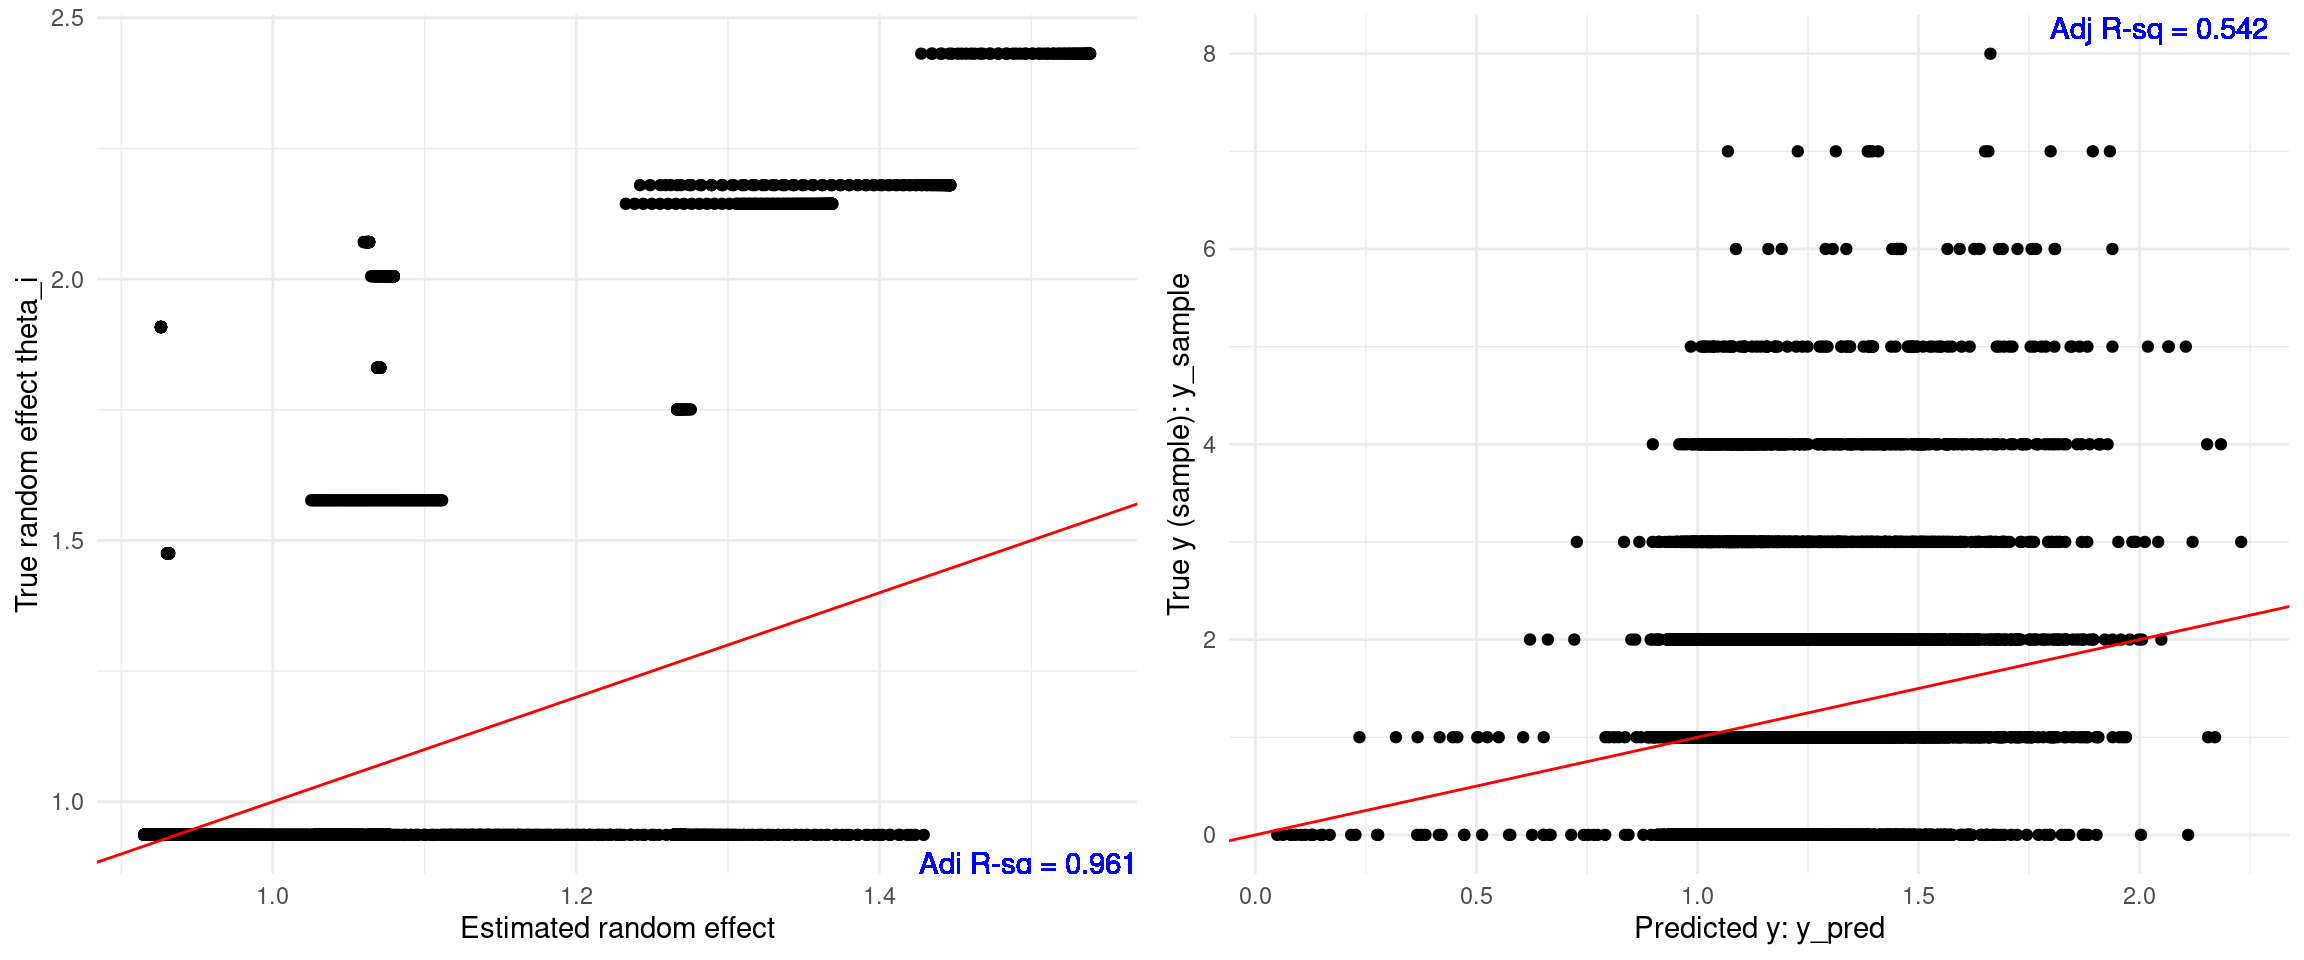 2.5
2.0
1.5
1.0
True random effect theta_i
Adj R-sq = 0.961
1.0 1.2 1.4
Estimated random effect
Adj R-sq = 0.542
8
6
4
2
0
True y (sample): y_sample
0.0 0.5 1.0 1.5 2.0
Predicted y: y_pred